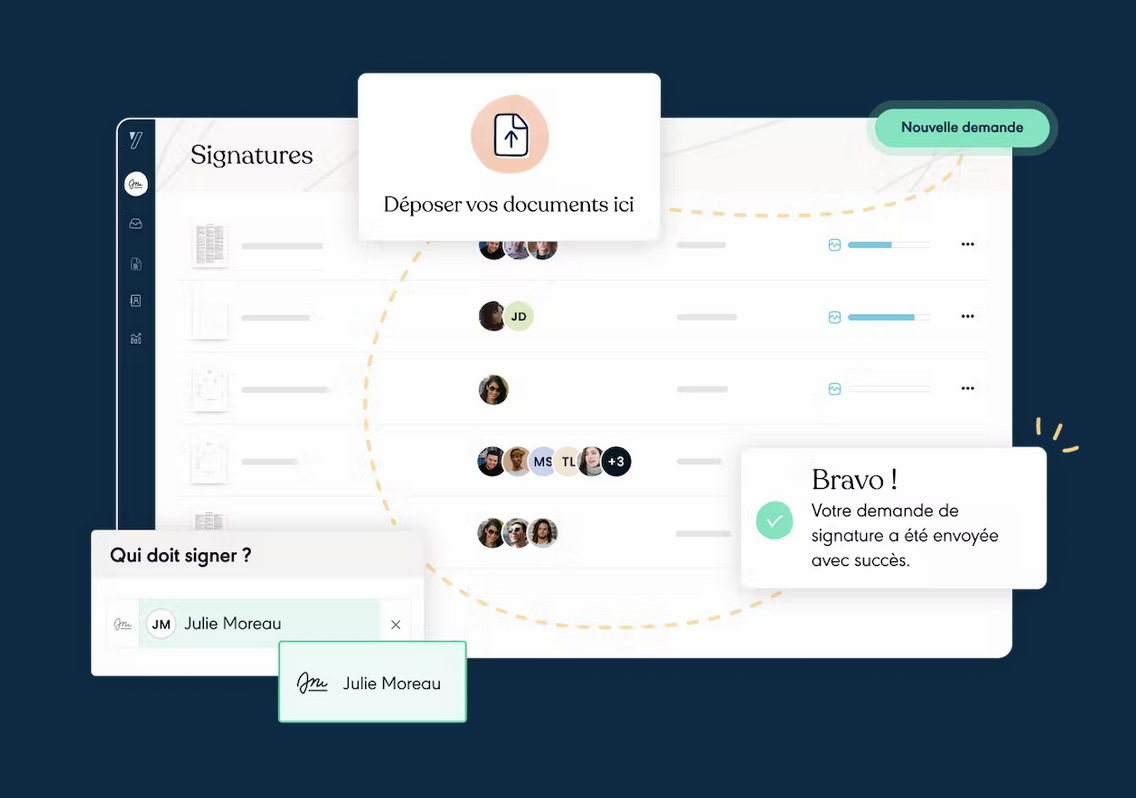 Déposer vos documents ici
Nouvelle demande
Signatures
JD
MS
TL
+3
Bravo !
Votre demande de
signature a été envoyée
avec succès.
Qui doit signer ?
JM
Julie Moreau
Julie Moreau